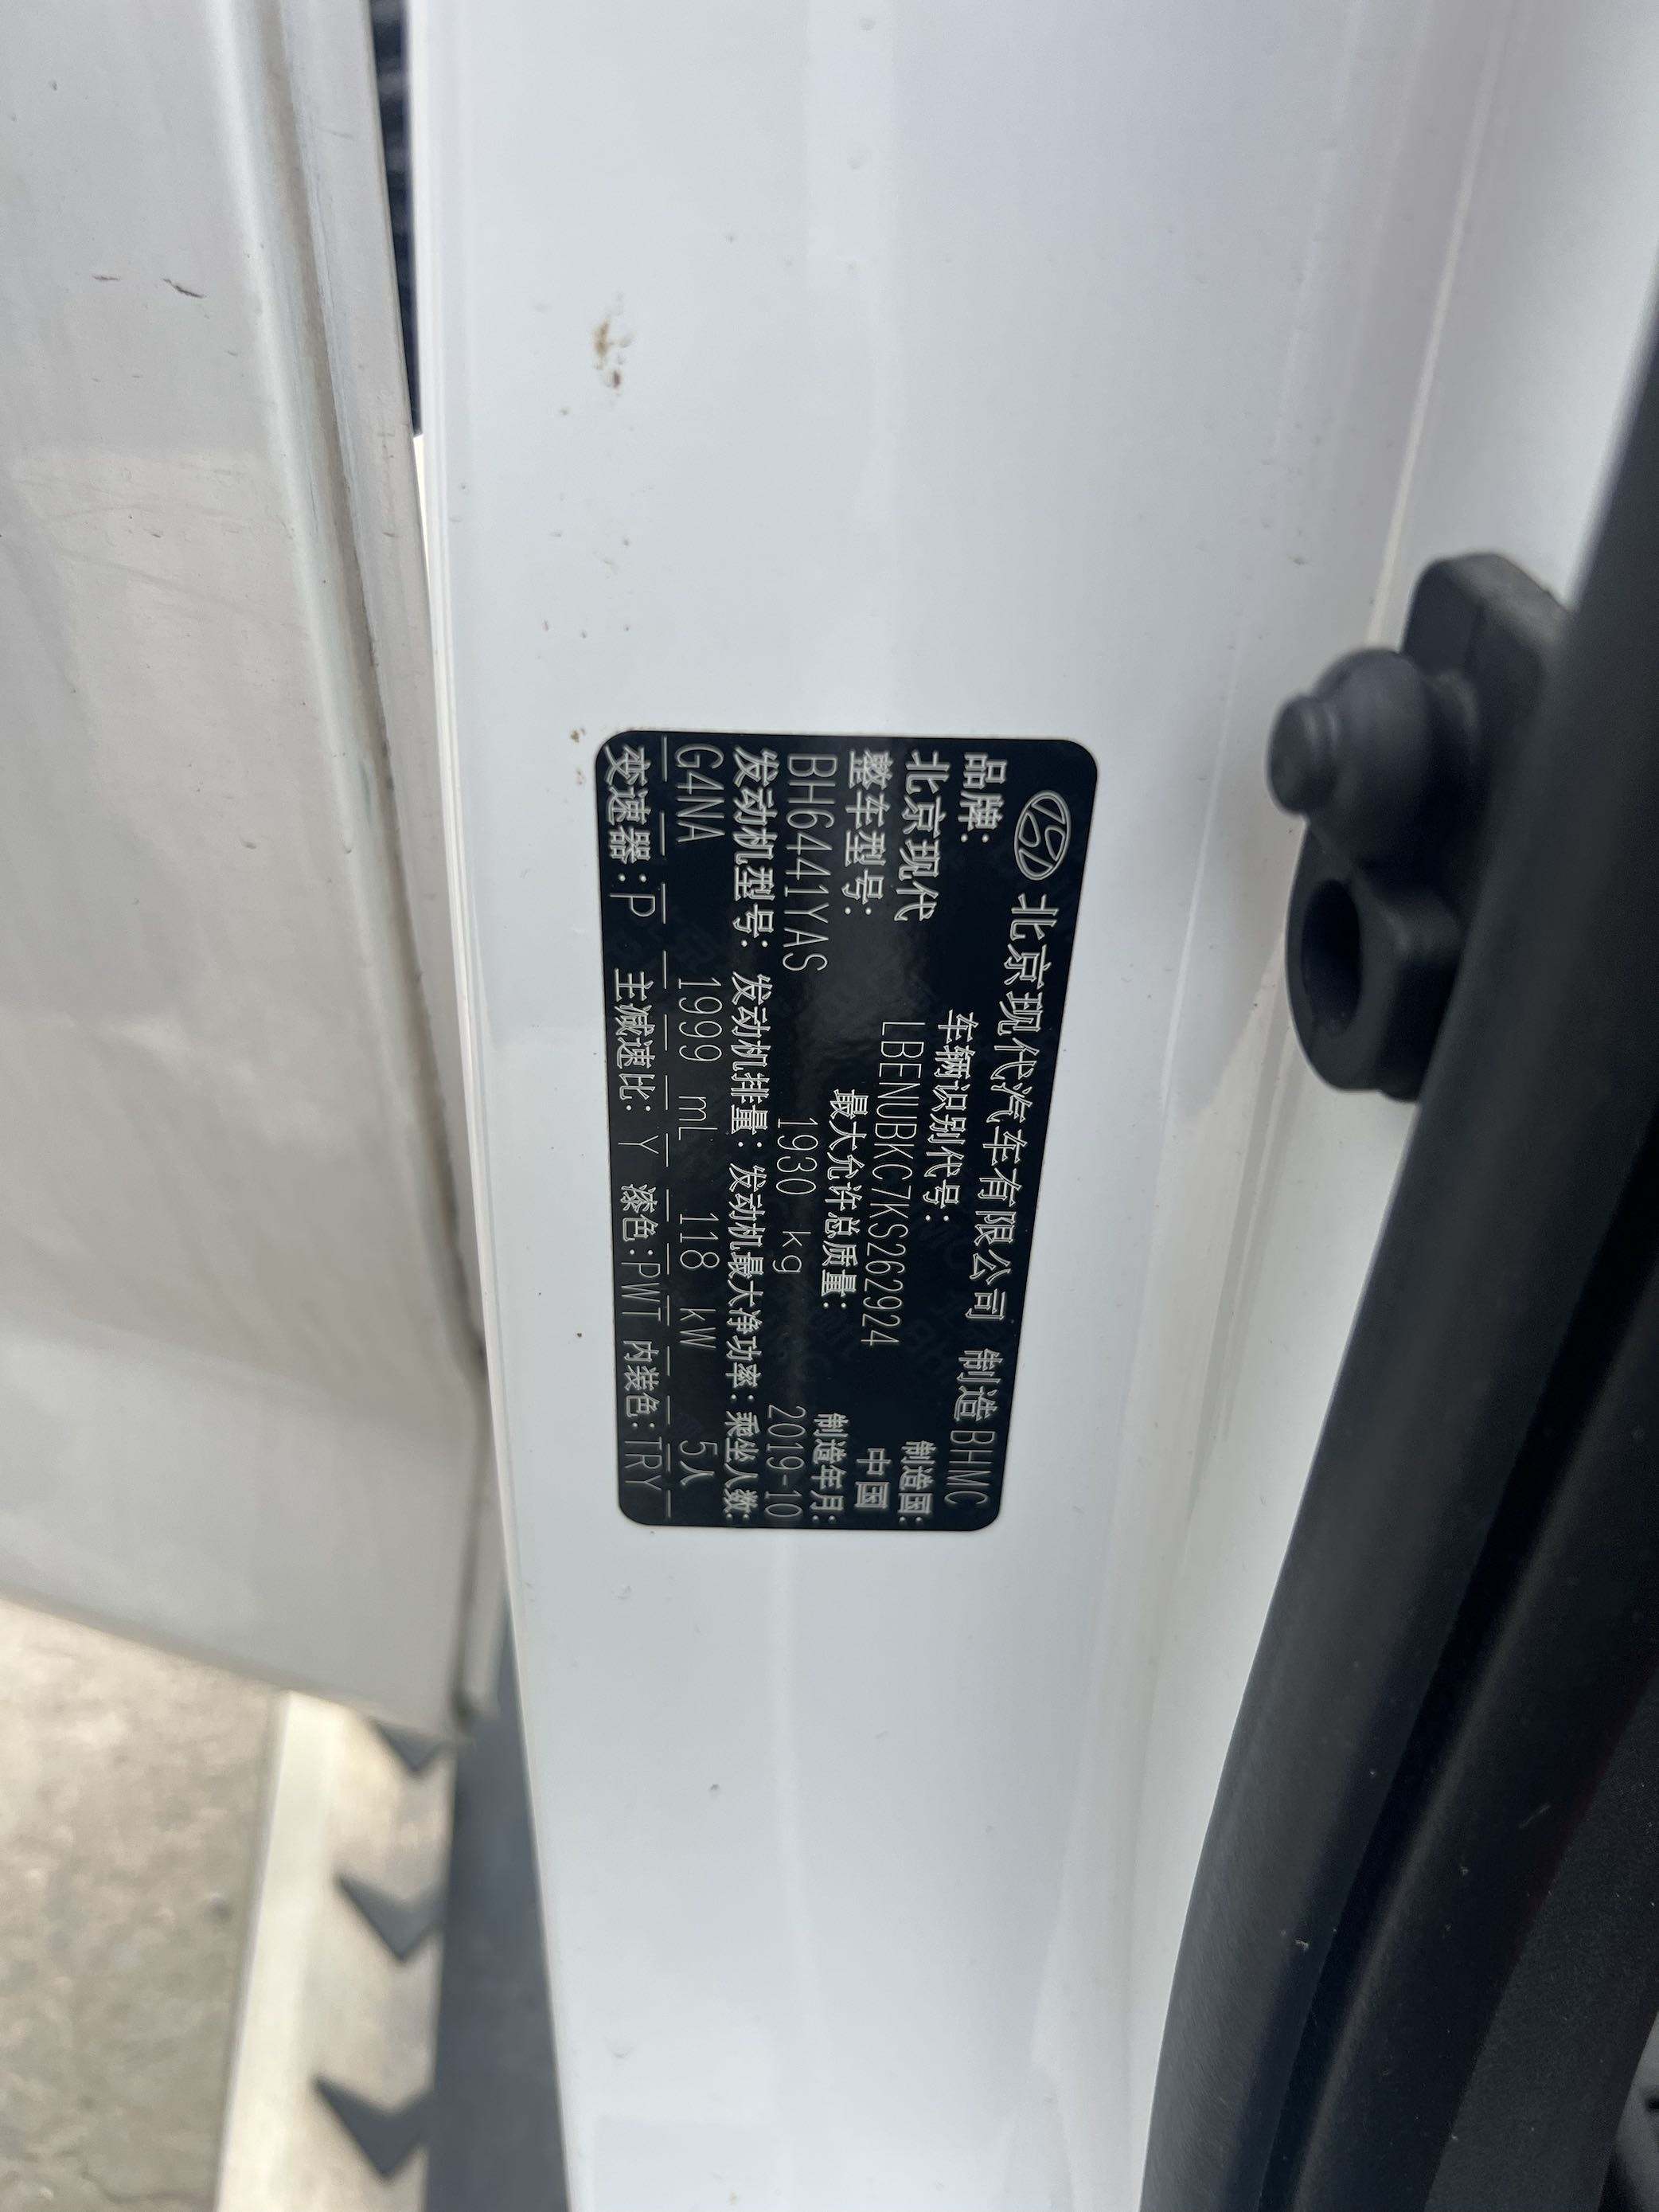 北京现代汽车有限公司 制造 BHMC
品牌: 车辆识别代号: 制造国:
北京现代 LBENUBKC7KS262924 中国
整车型号: 最大允许总质量: 制造年月:
BH6441YAS 1930 kg 2019-10
发动机型号: 发动机排量: 发动机最大净功率: 乘坐人数:
G4NA 1999 mL 118 kW 5人
变速器:P 主减速比: Y 漆色:PWT 内装色:TRY